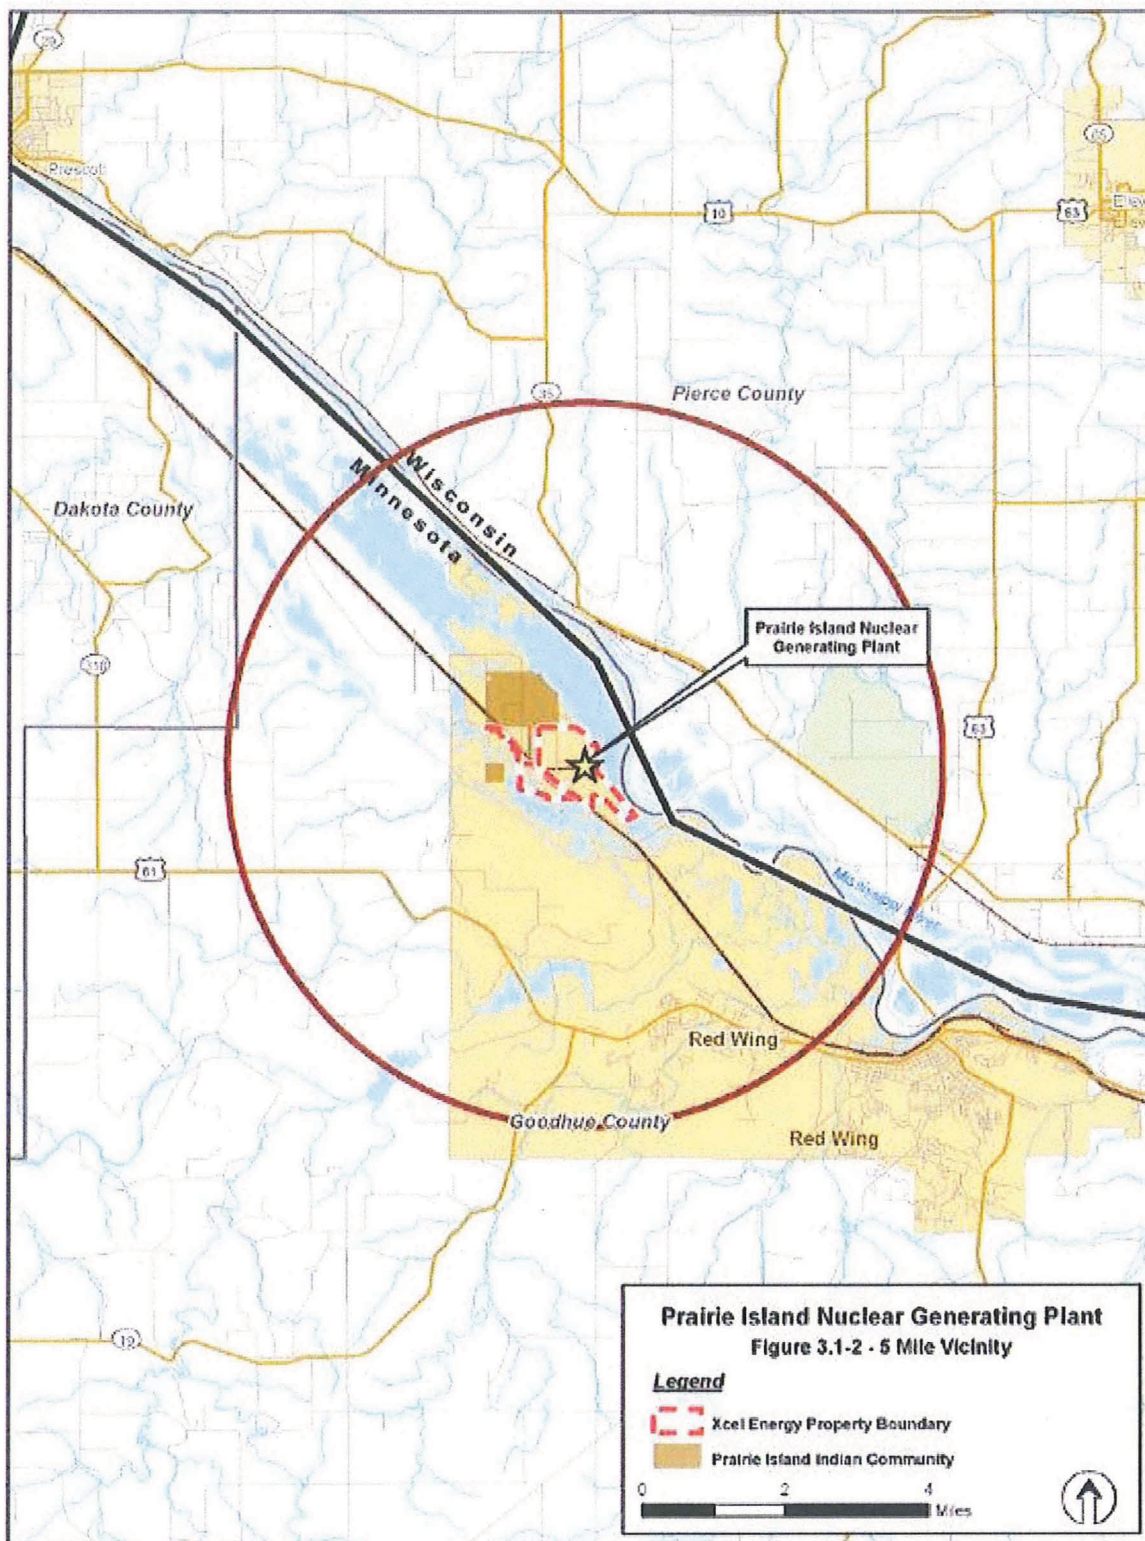 Prescott
10
63
65
35
Pierce County
Wisconsin
Minnesota
Dakota County
Prairie Island Nuclear
Generating Plant
316
63
61
Mississippi River
Red Wing
Goodhue County
Red Wing
19
Prairie Island Nuclear Generating Plant
Figure 3.1-2 - 5 Mile Vicinity
Legend
Xcel Energy Property Boundary
Prairie Island Indian Community
0 2 4
Miles